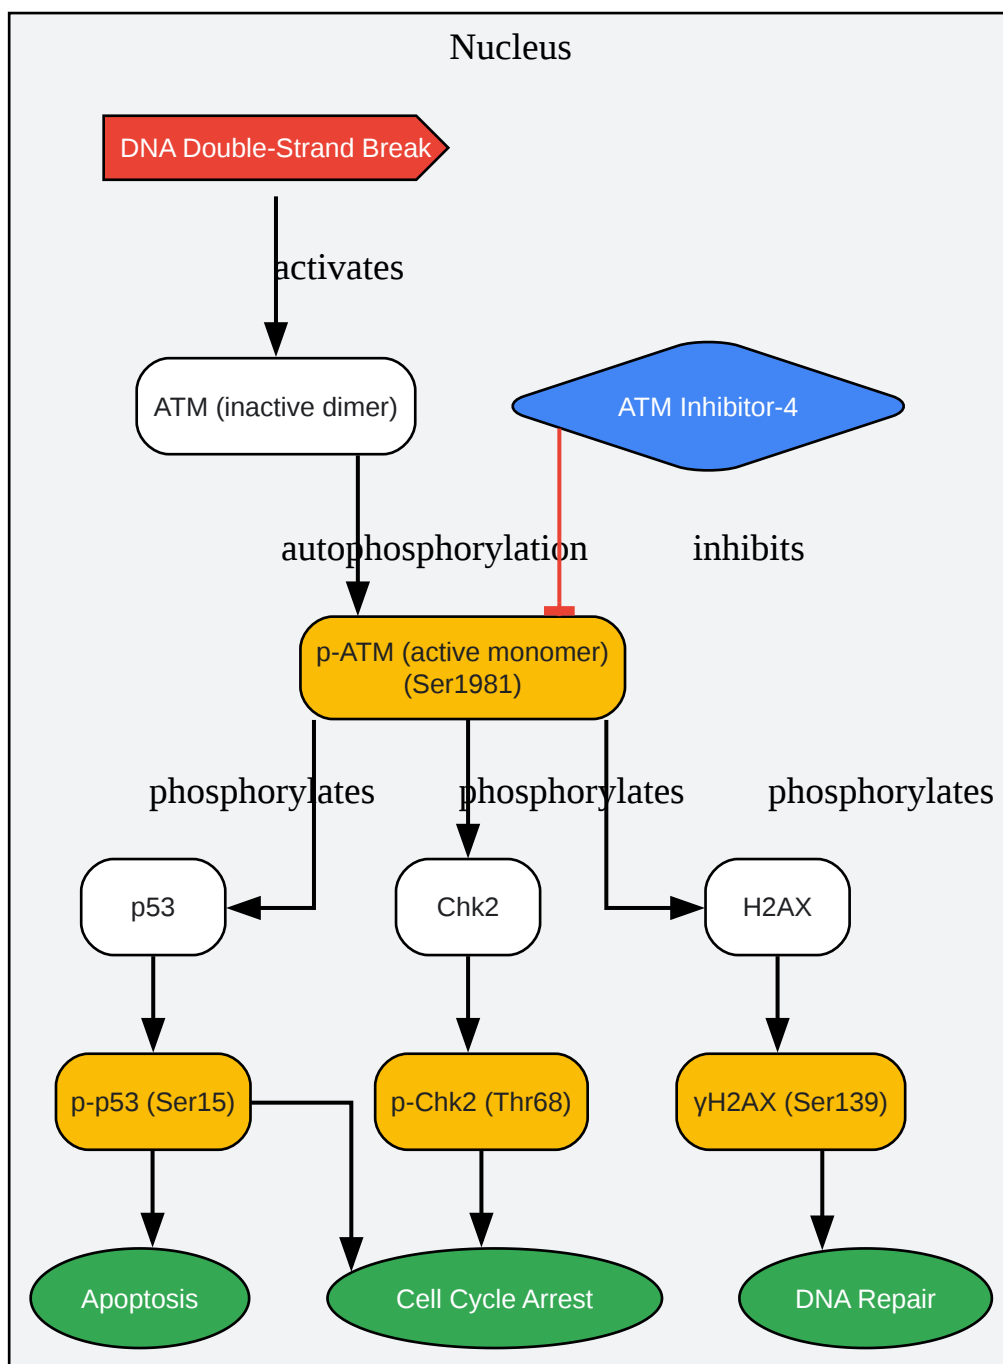 Nucleus
DNA Double-Strand Break
activates
ATM (inactive dimer)
ATM Inhibitor-4
autophosphorylation
inhibits
p-ATM (active monomer)
(Ser1981)
phosphorylates
phosphorylates
phosphorylates
p53
Chk2
H2AX
p-p53 (Ser15)
p-Chk2 (Thr68)
γH2AX (Ser139)
Apoptosis
Cell Cycle Arrest
DNA Repair